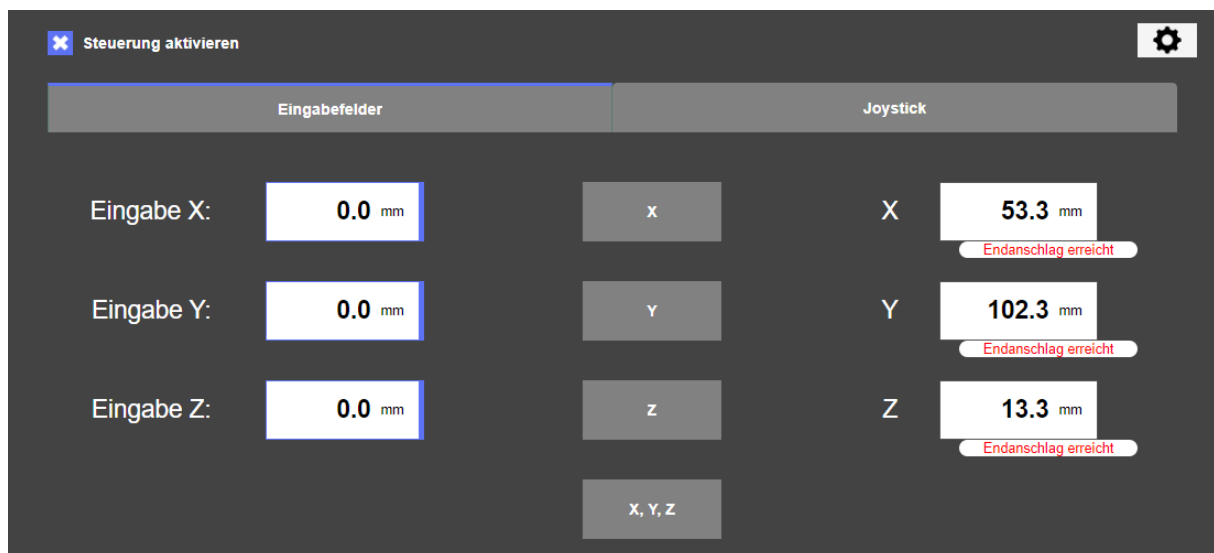 Steuerung aktivieren
Eingabefelder Joystick
Eingabe X: 0.0 mm X X 53.3 mm
Endanschlag erreicht
Eingabe Y: 0.0 mm Y Y 102.3 mm
Endanschlag erreicht
Eingabe Z: 0.0 mm Z Z 13.3 mm
Endanschlag erreicht
X, Y, Z